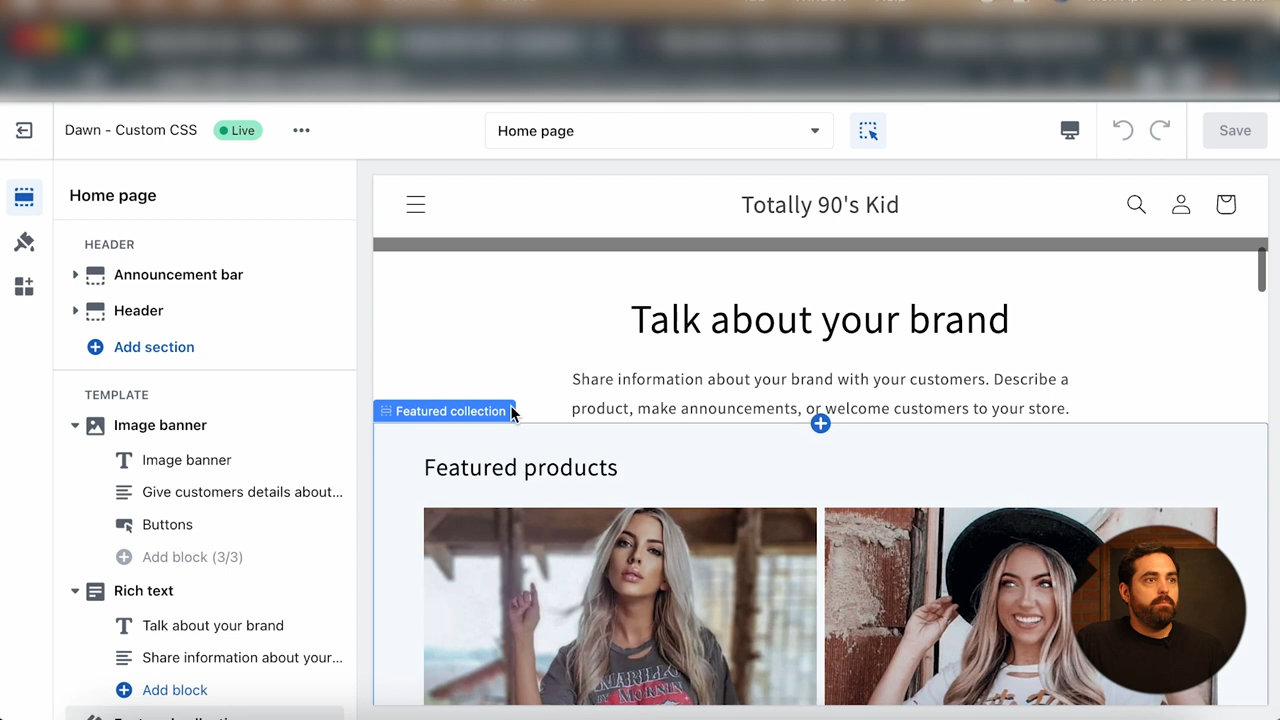 Dawn - Custom CSS
Live
Home page
Save
Home page
HEADER
Announcement bar
Header
Add section
TEMPLATE
Image banner
Image banner
Give customers details about...
Buttons
Add block (3/3)
Rich text
Talk about your brand
Share information about your...
Add block
Totally 90's Kid
Talk about your brand
Share information about your brand with your customers. Describe a
product, make announcements, or welcome customers to your store.
Featured collection
Featured products